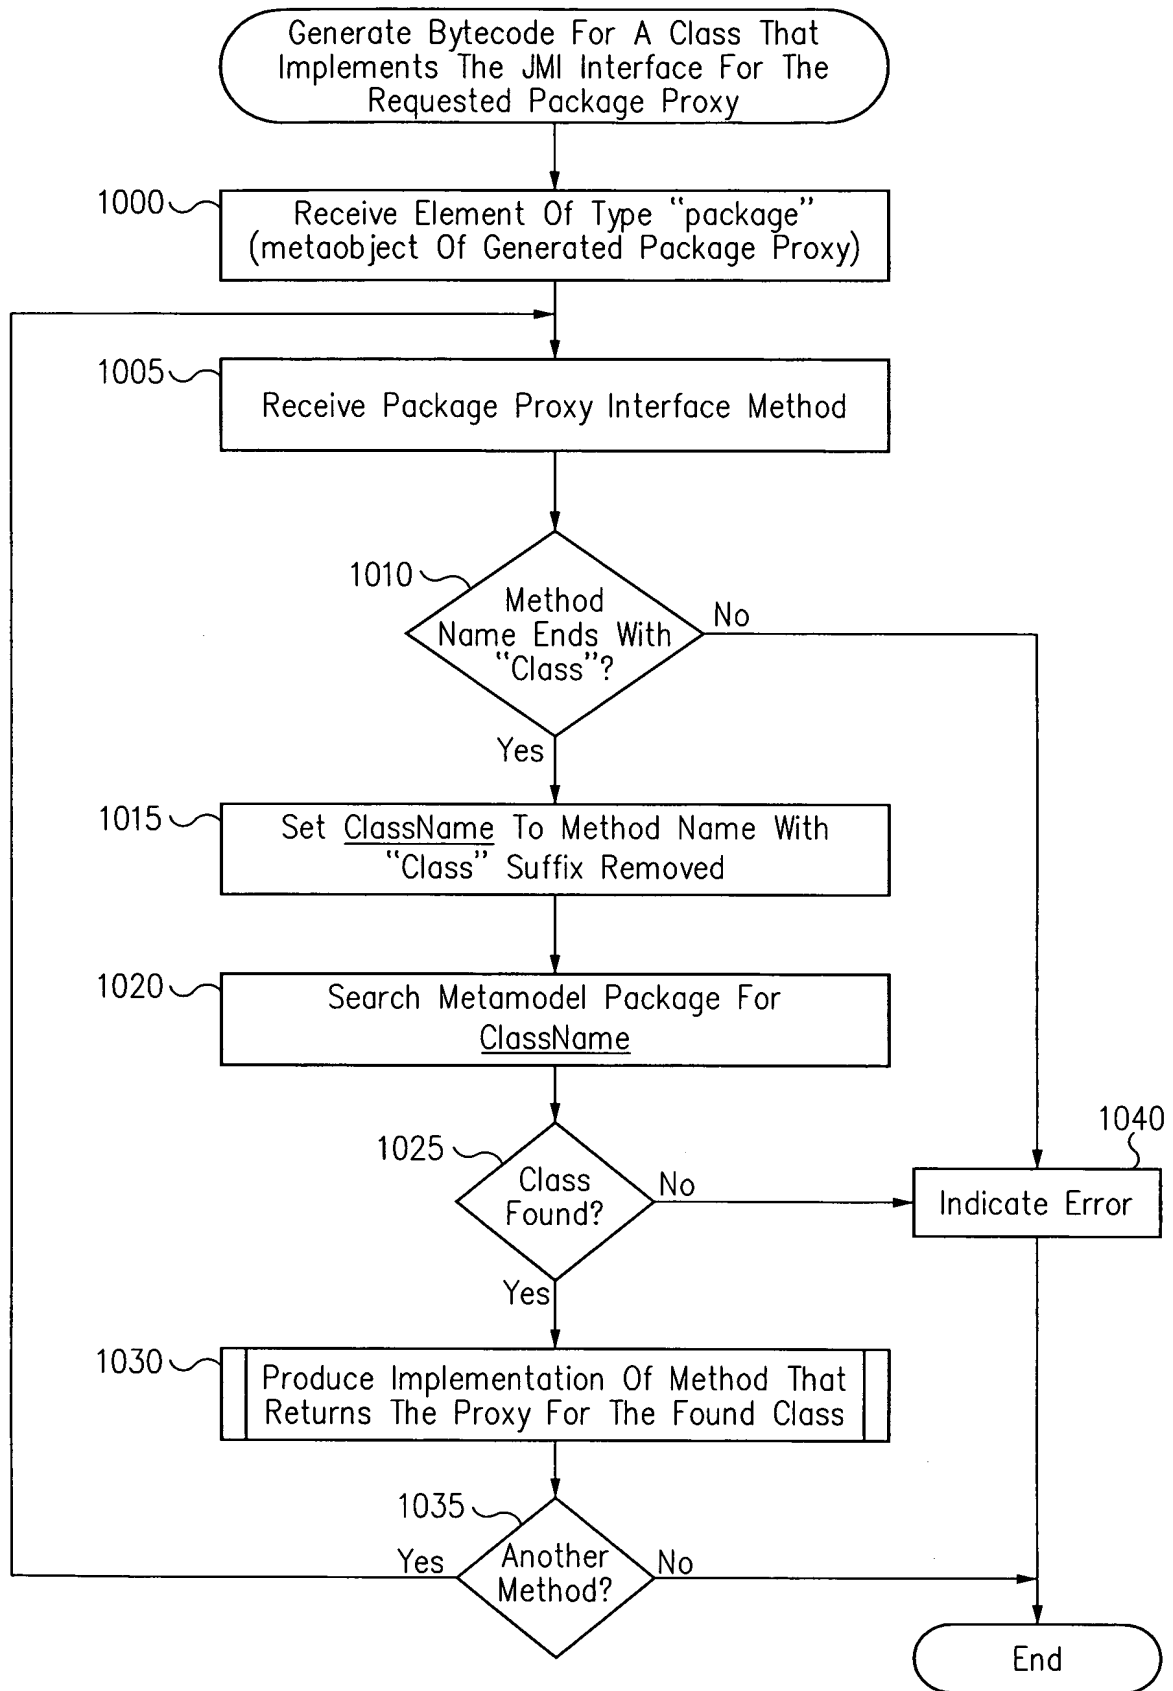 Generate Bytecode For A Class That
Implements The JMI Interface For The
Requested Package Proxy
1000
Receive Element Of Type "package"
(metaobject Of Generated Package Proxy)
1005
Receive Package Proxy Interface Method
1010
Method
Name Ends With
"Class"?
No
Yes
1015
Set ClassName To Method Name With
"Class" Suffix Removed
1020
Search Metamodel Package For
ClassName
1025
Class
Found?
No
1040
Indicate Error
Yes
1030
Produce Implementation Of Method That
Returns The Proxy For The Found Class
1035
Another
Method?
Yes
No
End